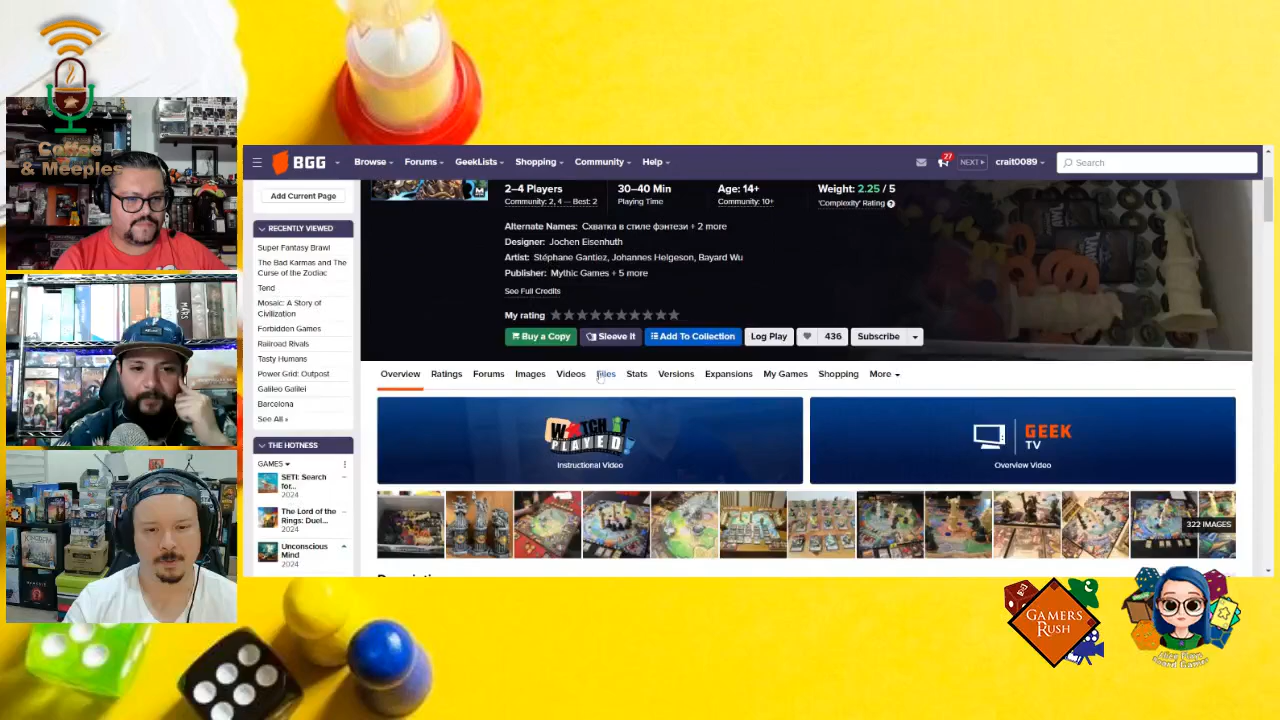 Coffee
& Meeples
BGG
Browse
Forums
GeekLists
Shopping
Community
Help
27
NEXT
crait0089
Search
Add Current Page
RECENTLY VIEWED
Super Fantasy Brawl
The Bad Karmas and The
Curse of the Zodiac
Tend
Mosaic: A Story of
Civilization
Forbidden Games
Railroad Rivals
Tasty Humans
Power Grid: Outpost
Galileo Galilei
Barcelona
See All »
THE HOTNESS
GAMES
SETI: Search
for...
2024
The Lord of the
Rings: Duel...
2024
Unconscious
Mind
2024
2–4 Players
Community: 2, 4 — Best: 2
30–40 Min
Playing Time
Age: 14+
Community: 10+
Weight: 2.25 / 5
'Complexity' Rating
Alternate Names: Схватка в стиле фэнтези + 2 more
Designer: Jochen Eisenhuth
Artist: Stéphane Gantiez, Johannes Helgeson, Bayard Wu
Publisher: Mythic Games + 5 more
See Full Credits
My rating
Buy a Copy
Sleeve It
Add To Collection
Log Play
436
Subscribe
Overview
Ratings
Forums
Images
Videos
Files
Stats
Versions
Expansions
My Games
Shopping
More
WATCH IT
PLAYED
Instructional Video
GEEK
TV
Overview Video
322 IMAGES
GAMERS
RUSH